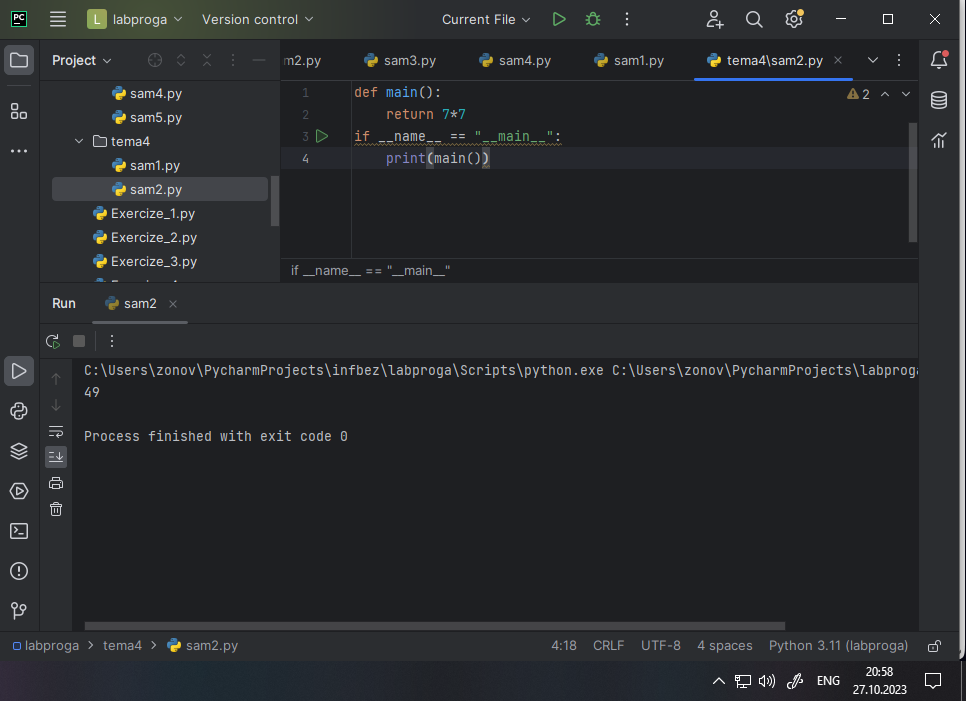 PC
L labproga Version control Current File
Project
sam4.py
sam5.py
tema4
sam1.py
sam2.py
Exercize_1.py
Exercize_2.py
Exercize_3.py
m2.py sam3.py sam4.py sam1.py tema4\sam2.py
1 def main():
2 return 7*7
3 if __name__ == "__main__":
4 print(main())
2
if __name__ == "__main__"
Run sam2
C:\Users\zonov\PycharmProjects\infbez\labproga\Scripts\python.exe C:\Users\zonov\PycharmProjects\labproga
49
Process finished with exit code 0
labproga tema4 sam2.py 4:18 CRLF UTF-8 4 spaces Python 3.11 (labproga)
ENG 20:58
27.10.2023